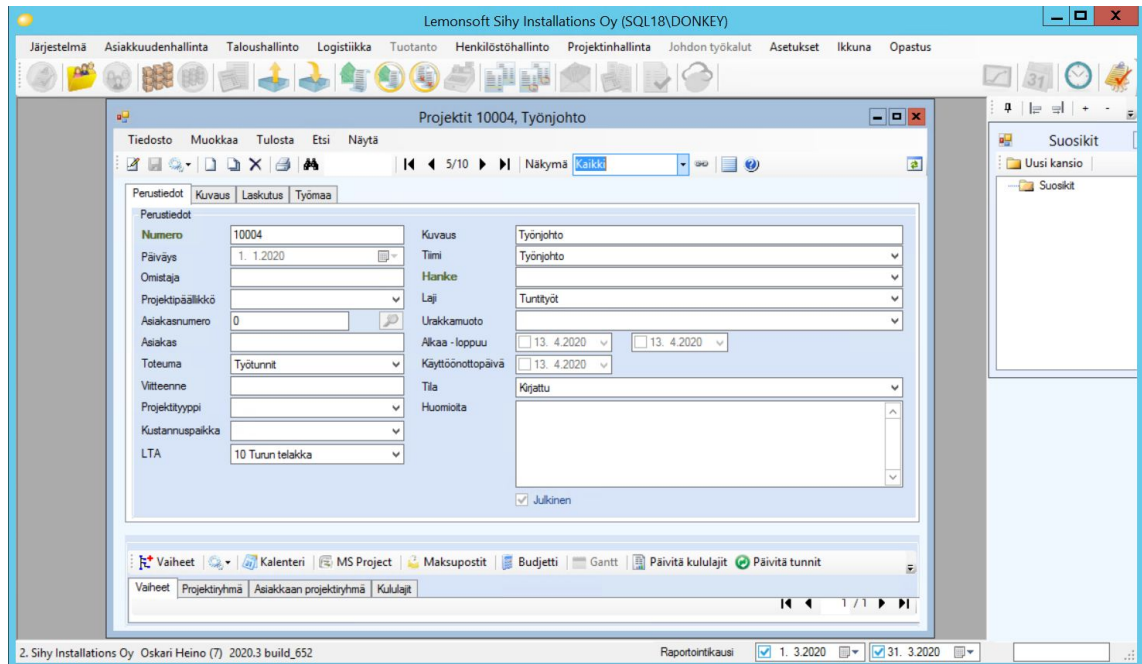 Lemonsoft Sihy Installations Oy (SQL18\DONKEY)
Järjestelmä Asiakkuudenhallinta Taloushallinto Logistiikka Tuotanto Henkilöstöhallinto Projektinhallinta Johdon työkalut Asetukset Ikkuna Opastus
31
Projektit 10004, Työnjohto
Tiedosto Muokkaa Tulosta Etsi Näytä
5/10 Näkymä Kaikki
Perustiedot Kuvaus Laskutus Työmaa
Perustiedot
Numero 10004 Kuvaus Työnjohto
Päiväys 1. 1.2020 Tiimi Työnjohto
Omistaja Hanke
Projektipäällikkö Laji Tuntityöt
Asiakasnumero 0 Urakkamuoto
Asiakas Alkaa - loppuu 13. 4.2020 13. 4.2020
Toteuma Työtunnit Käyttöönottopäivä 13. 4.2020
Viitteenne Tila Kirjattu
Projektityyppi Huomioita
Kustannuspaikka
LTA 10 Turun telakka
Julkinen
Vaiheet Kalenteri MS Project Maksupostit Budjetti Gantt Päivitä kululajit Päivitä tunnit
Vaiheet Projektiryhmä Asiakkaan projektiryhmä Kululajit
1 / 1
Suosikit
Uusi kansio
Suosikit
2. Sihy Installations Oy Oskari Heino (7) 2020.3 build_652 Raportointikausi 1. 3.2020 31. 3.2020